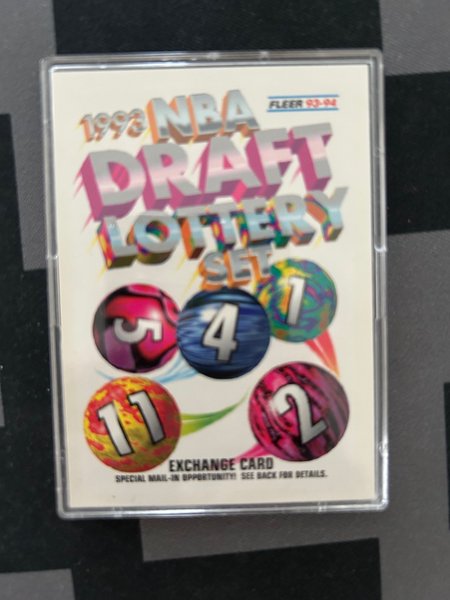 FLEER '93-'94
1993 NBA
DRAFT
LOTTERY
SET
1
5
4
11
2
EXCHANGE CARD
SPECIAL MAIL-IN OPPORTUNITY! SEE BACK FOR DETAILS.